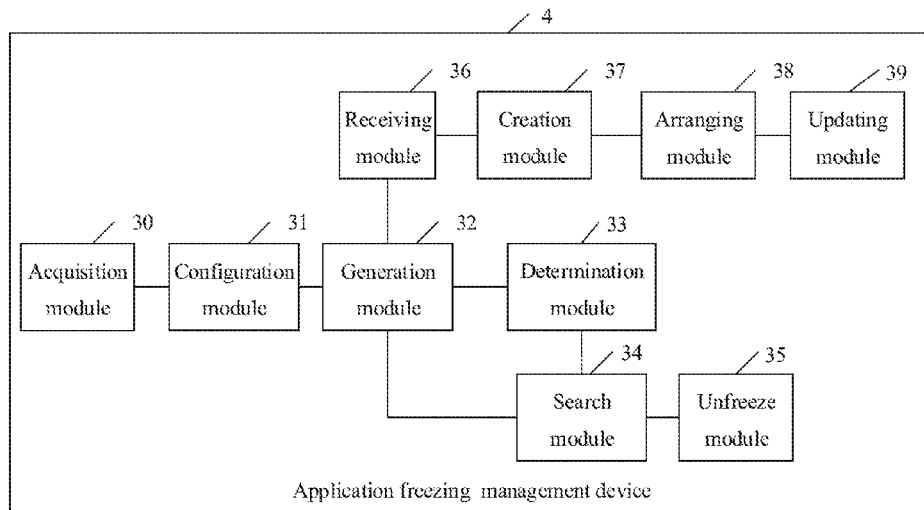 4
36
37
38
39
Receiving
module
Creation
module
Arranging
module
Updating
module
30
31
32
33
Acquisition
module
Configuration
module
Generation
module
Determination
module
34
35
Search
module
Unfreeze
module
Application freezing management device